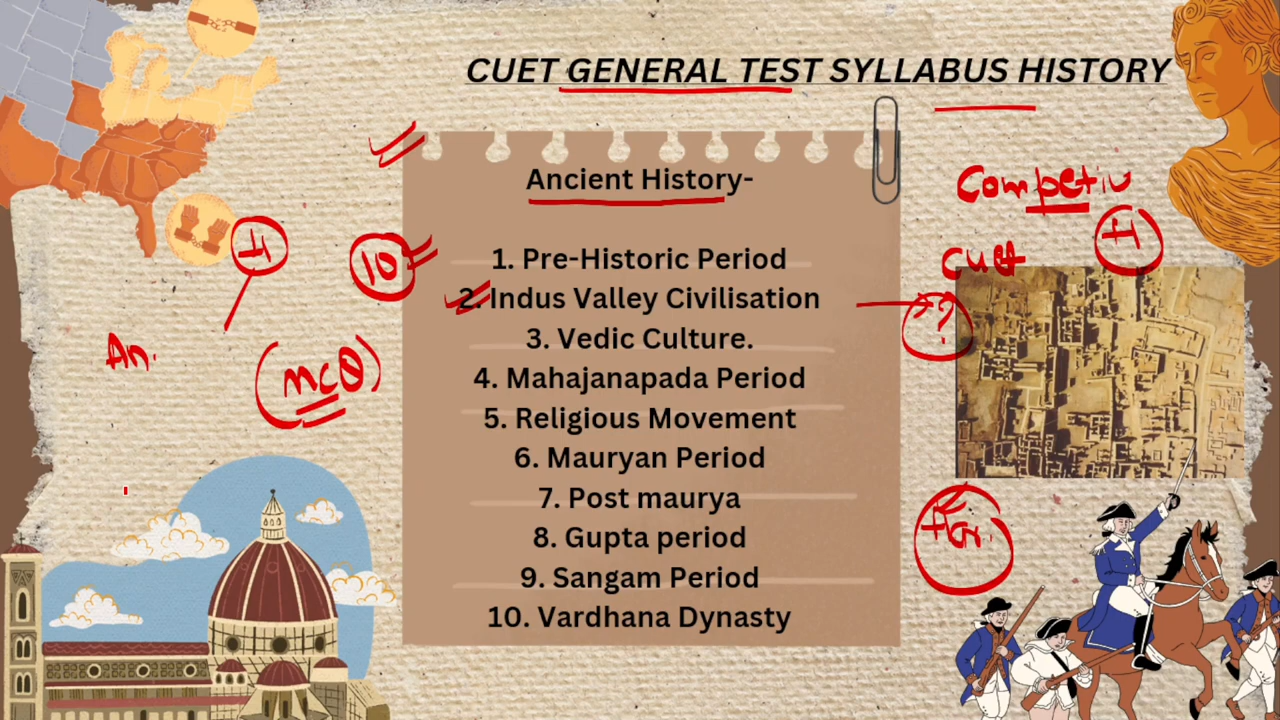 CUET GENERAL TEST SYLLABUS HISTORY
Ancient History-
1. Pre-Historic Period
2. Indus Valley Civilisation
3. Vedic Culture.
4. Mahajanapada Period
5. Religious Movement
6. Mauryan Period
7. Post maurya
8. Gupta period
9. Sangam Period
10. Vardhana Dynasty
10
An.
(MCQ)
Competiv
Cuet
??